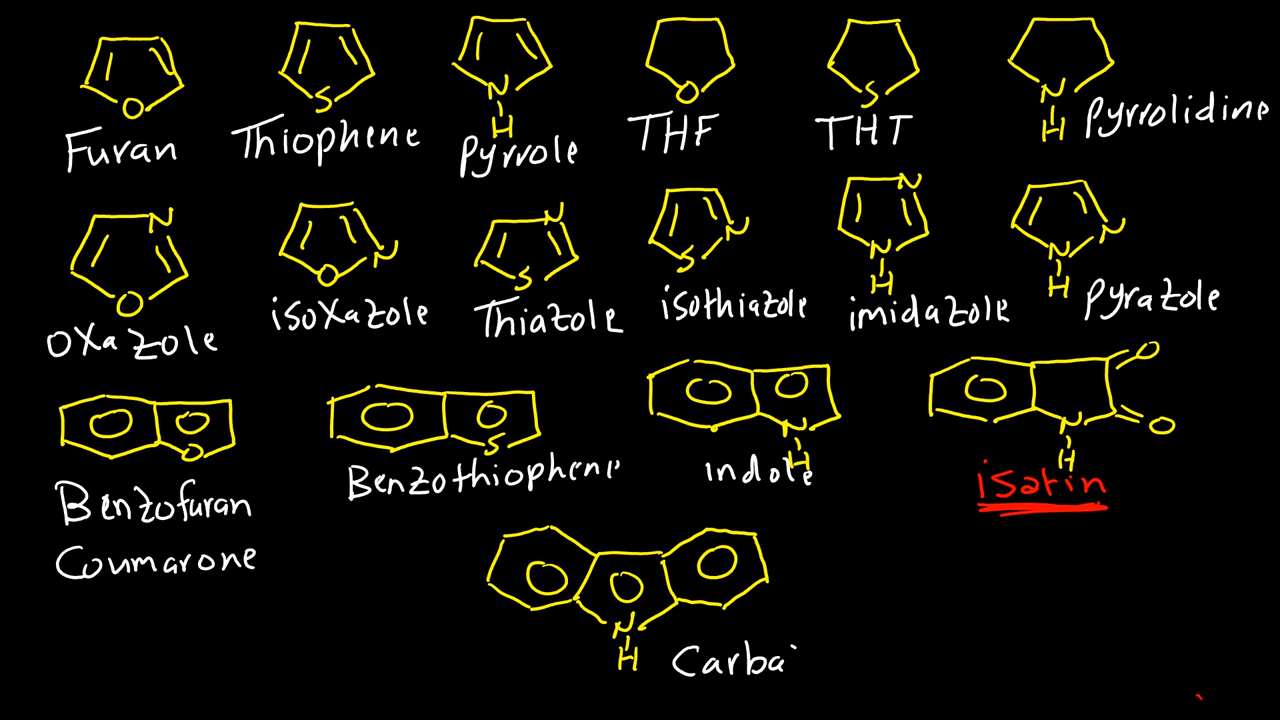 O
Furan
S
Thiophene
N
H
Pyrrole
O
THF
S
THT
N
H
Pyrrolidine
N
O
Oxazole
N
O
isoxazole
N
S
Thiazole
N
S
isothiazole
N
N
H
imidazole
N
N
H
Pyrazole
O
Benzofuran
Coumarone
S
Benzothiophene
N
H
indole
O
O
N
H
isatin
N
H
Carba